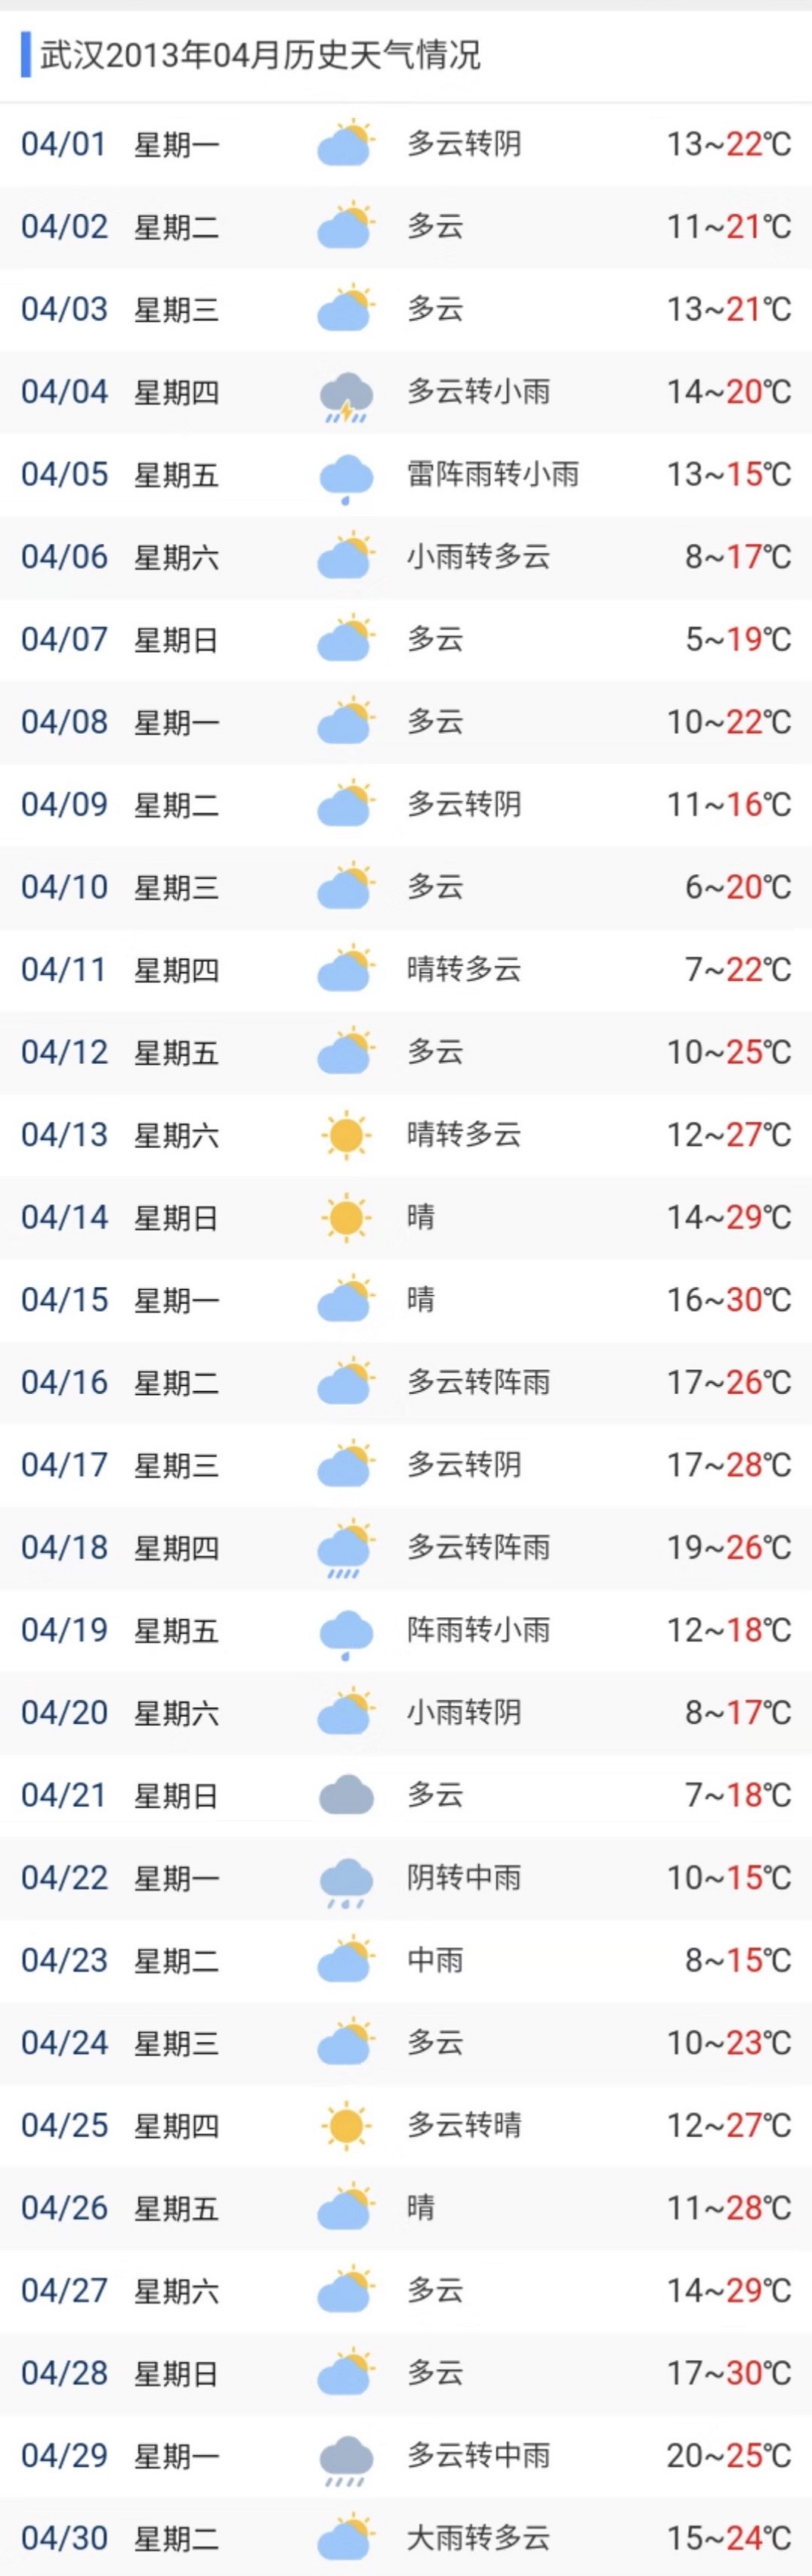 武汉2013年04月历史天气情况
04/01 星期一 多云转阴 13~22℃
04/02 星期二 多云 11~21℃
04/03 星期三 多云 13~21℃
04/04 星期四 多云转小雨 14~20℃
04/05 星期五 雷阵雨转小雨 13~15℃
04/06 星期六 小雨转多云 8~17℃
04/07 星期日 多云 5~19℃
04/08 星期一 多云 10~22℃
04/09 星期二 多云转阴 11~16℃
04/10 星期三 多云 6~20℃
04/11 星期四 晴转多云 7~22℃
04/12 星期五 多云 10~25℃
04/13 星期六 晴转多云 12~27℃
04/14 星期日 晴 14~29℃
04/15 星期一 晴 16~30℃
04/16 星期二 多云转阵雨 17~26℃
04/17 星期三 多云转阴 17~28℃
04/18 星期四 多云转阵雨 19~26℃
04/19 星期五 阵雨转小雨 12~18℃
04/20 星期六 小雨转阴 8~17℃
04/21 星期日 多云 7~18℃
04/22 星期一 阴转中雨 10~15℃
04/23 星期二 中雨 8~15℃
04/24 星期三 多云 10~23℃
04/25 星期四 多云转晴 12~27℃
04/26 星期五 晴 11~28℃
04/27 星期六 多云 14~29℃
04/28 星期日 多云 17~30℃
04/29 星期一 多云转中雨 20~25℃
04/30 星期二 大雨转多云 15~24℃